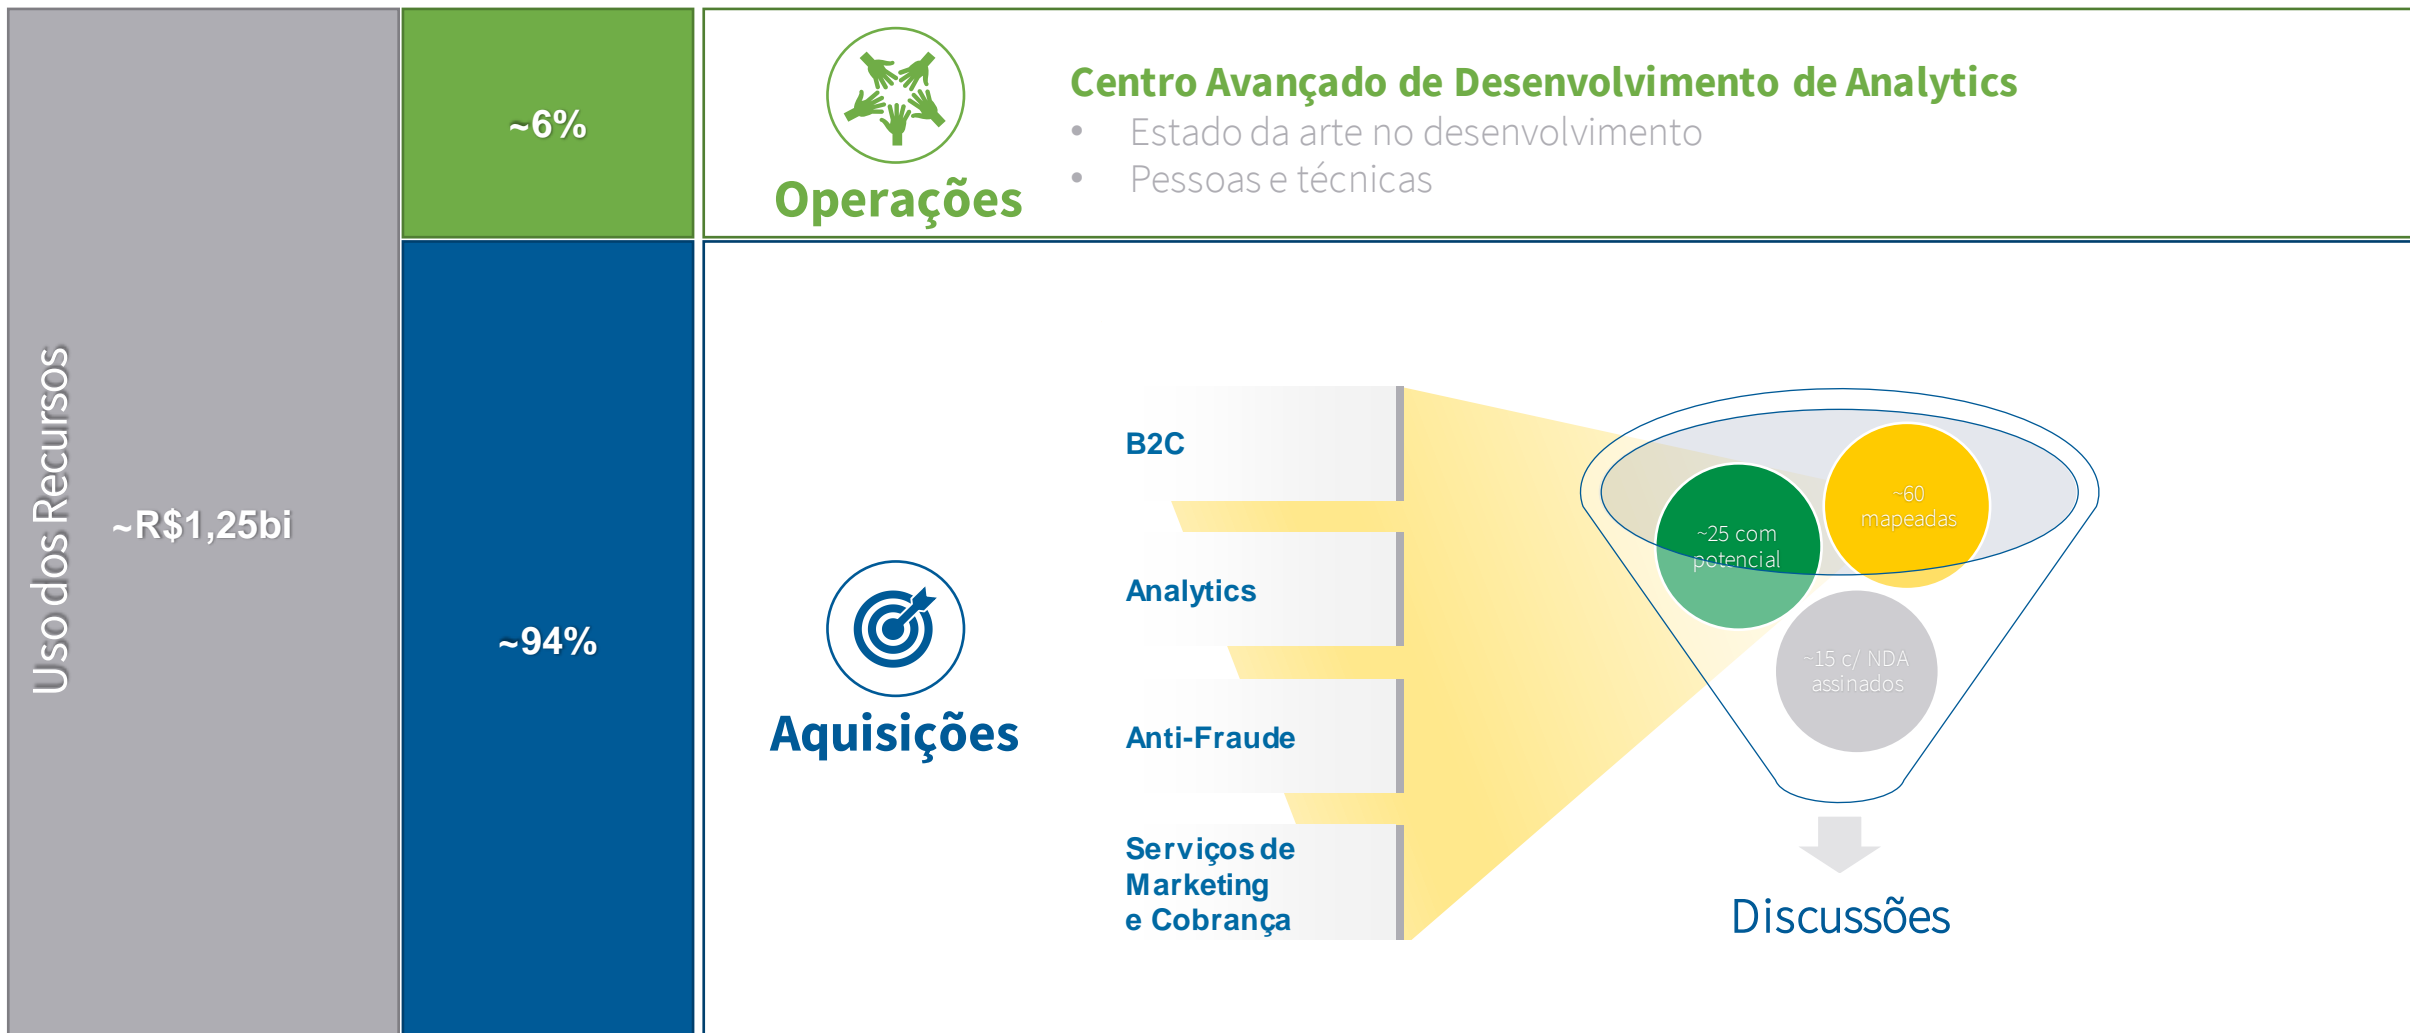 Uso dos Recursos
~R$1,25bi
~6%
~94%
Operações
Centro Avançado de Desenvolvimento de Analytics
• Estado da arte no desenvolvimento
• Pessoas e técnicas
Aquisições
B2C
Analytics
Anti-Fraude
Serviços de
Marketing
e Cobrança
~60
mapeadas
~25 com
potencial
~15 c/ NDA
assinados
Discussões